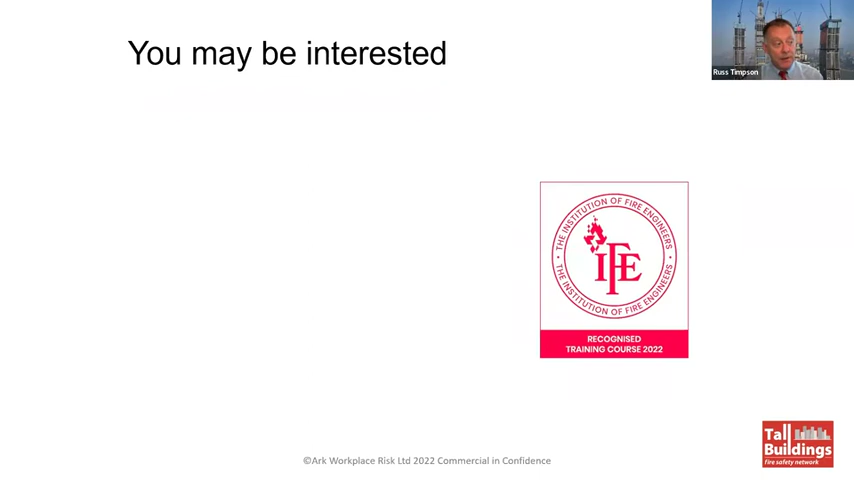 You may be interested
Russ Timpson
THE INSTITUTION OF FIRE ENGINEERS
IFE
THE INSTITUTION OF FIRE ENGINEERS
RECOGNISED
TRAINING COURSE 2022
Tall
Buildings
fire safety network
©Ark Workplace Risk Ltd 2022 Commercial in Confidence